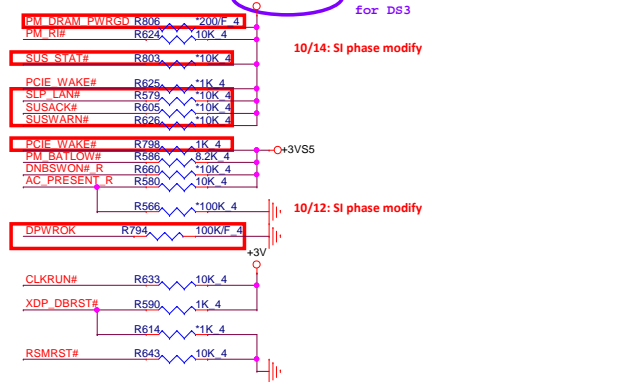 for DS3
PM_DRAM_PWRGD R806 *200/F_4
PM_RI# R624 10K_4
10/14: SI phase modify
SUS_STAT# R803 *10K_4
PCIE_WAKE# R625 *1K_4
SLP_LAN# R579 *10K_4
SUSACK# R605 *10K_4
SUSWARN# R626 *10K_4
PCIE_WAKE# R798 1K_4
+3VS5
PM_BATLOW# R586 8.2K_4
DNBSWON#_R R660 *10K_4
AC_PRESENT_R R580 10K_4
R566 *100K_4
10/12: SI phase modify
DPWROK R794 100K/F_4
+3V
CLKRUN# R633 10K_4
XDP_DBRST# R590 1K_4
R614 *1K_4
RSMRST# R643 10K_4